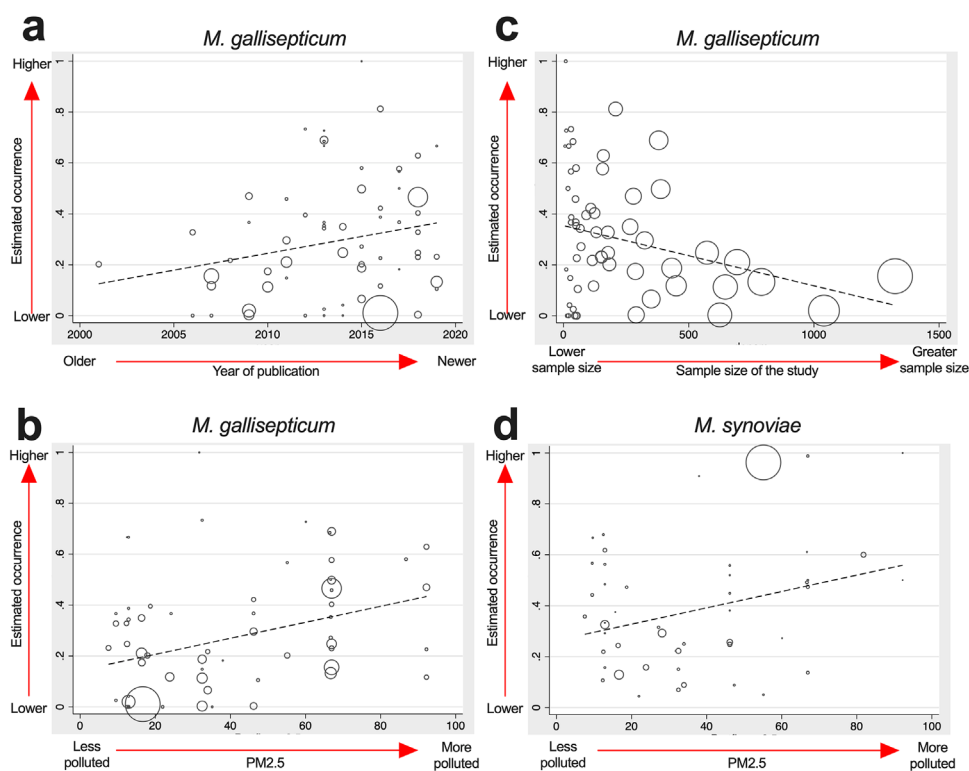 a
M. gallisepticum
Higher
Estimated occurrence
Lower
1
.8
.6
.4
.2
0
2000
2005
2010
2015
2020
Older
Year of publication
Newer
c
M. gallisepticum
Higher
Estimated occurrence
Lower
1
.8
.6
.4
.2
0
0
500
1000
1500
Lower
sample size
Sample size of the study
Greater
sample size
b
M. gallisepticum
Higher
Estimated occurrence
Lower
1
.8
.6
.4
.2
0
0
20
40
60
80
100
Less
polluted
PM2.5
More
polluted
d
M. synoviae
Higher
Estimated occurrence
Lower
1
.8
.6
.4
.2
0
0
20
40
60
80
100
Less
polluted
PM2.5
More
polluted